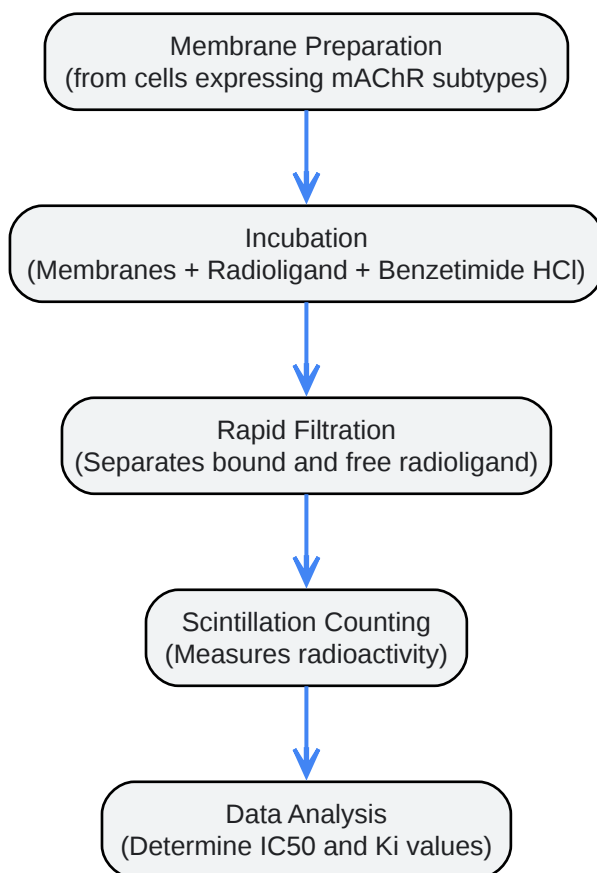 Membrane Preparation
(from cells expressing mAChR subtypes)
Incubation
(Membranes + Radioligand + Benzetimide HCl)
Rapid Filtration
(Separates bound and free radioligand)
Scintillation Counting
(Measures radioactivity)
Data Analysis
(Determine IC50 and Ki values)